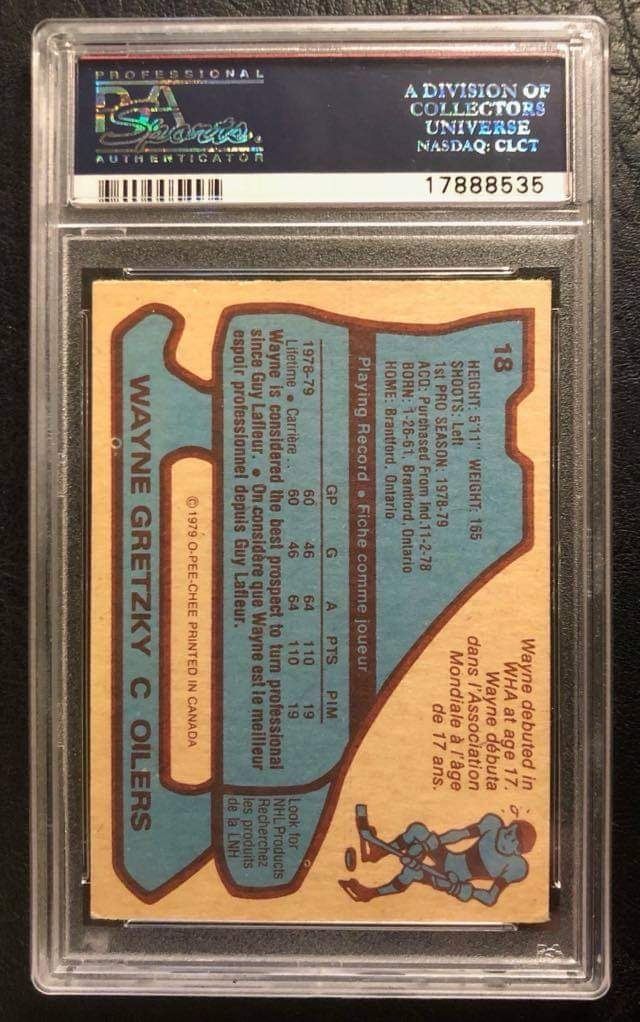 PROFESSIONAL
PSA
Sports.
AUTHENTICATOR
A DIVISION OF
COLLECTORS
UNIVERSE
NASDAQ: CLCT
17888535
18
HEIGHT: 5'11" WEIGHT: 165
SHOOTS: Left
1st PRO SEASON: 1978-79
ACQ: Purchased From Ind. 11-2-78
BORN: 1-26-61, Brantford, Ontario
HOME: Brantford, Ontario
Wayne debuted in
WHA at age 17.
Wayne débuta
dans l'Association
Mondiale à l'âge
de 17 ans.
Playing Record • Fiche comme joueur
GP G A PTS PIM
1978-79 60 46 64 110 19
Lifetime • Carrière .. 60 46 64 110 19
Wayne is considered the best prospect to turn professional
since Guy Lafleur. • On considère que Wayne est le meilleur
espoir professionnel depuis Guy Lafleur.
Look for
NHL Products
Recherchez
les produits
de la LNH
© 1979 O-PEE-CHEE PRINTED IN CANADA
WAYNE GRETZKY C OILERS